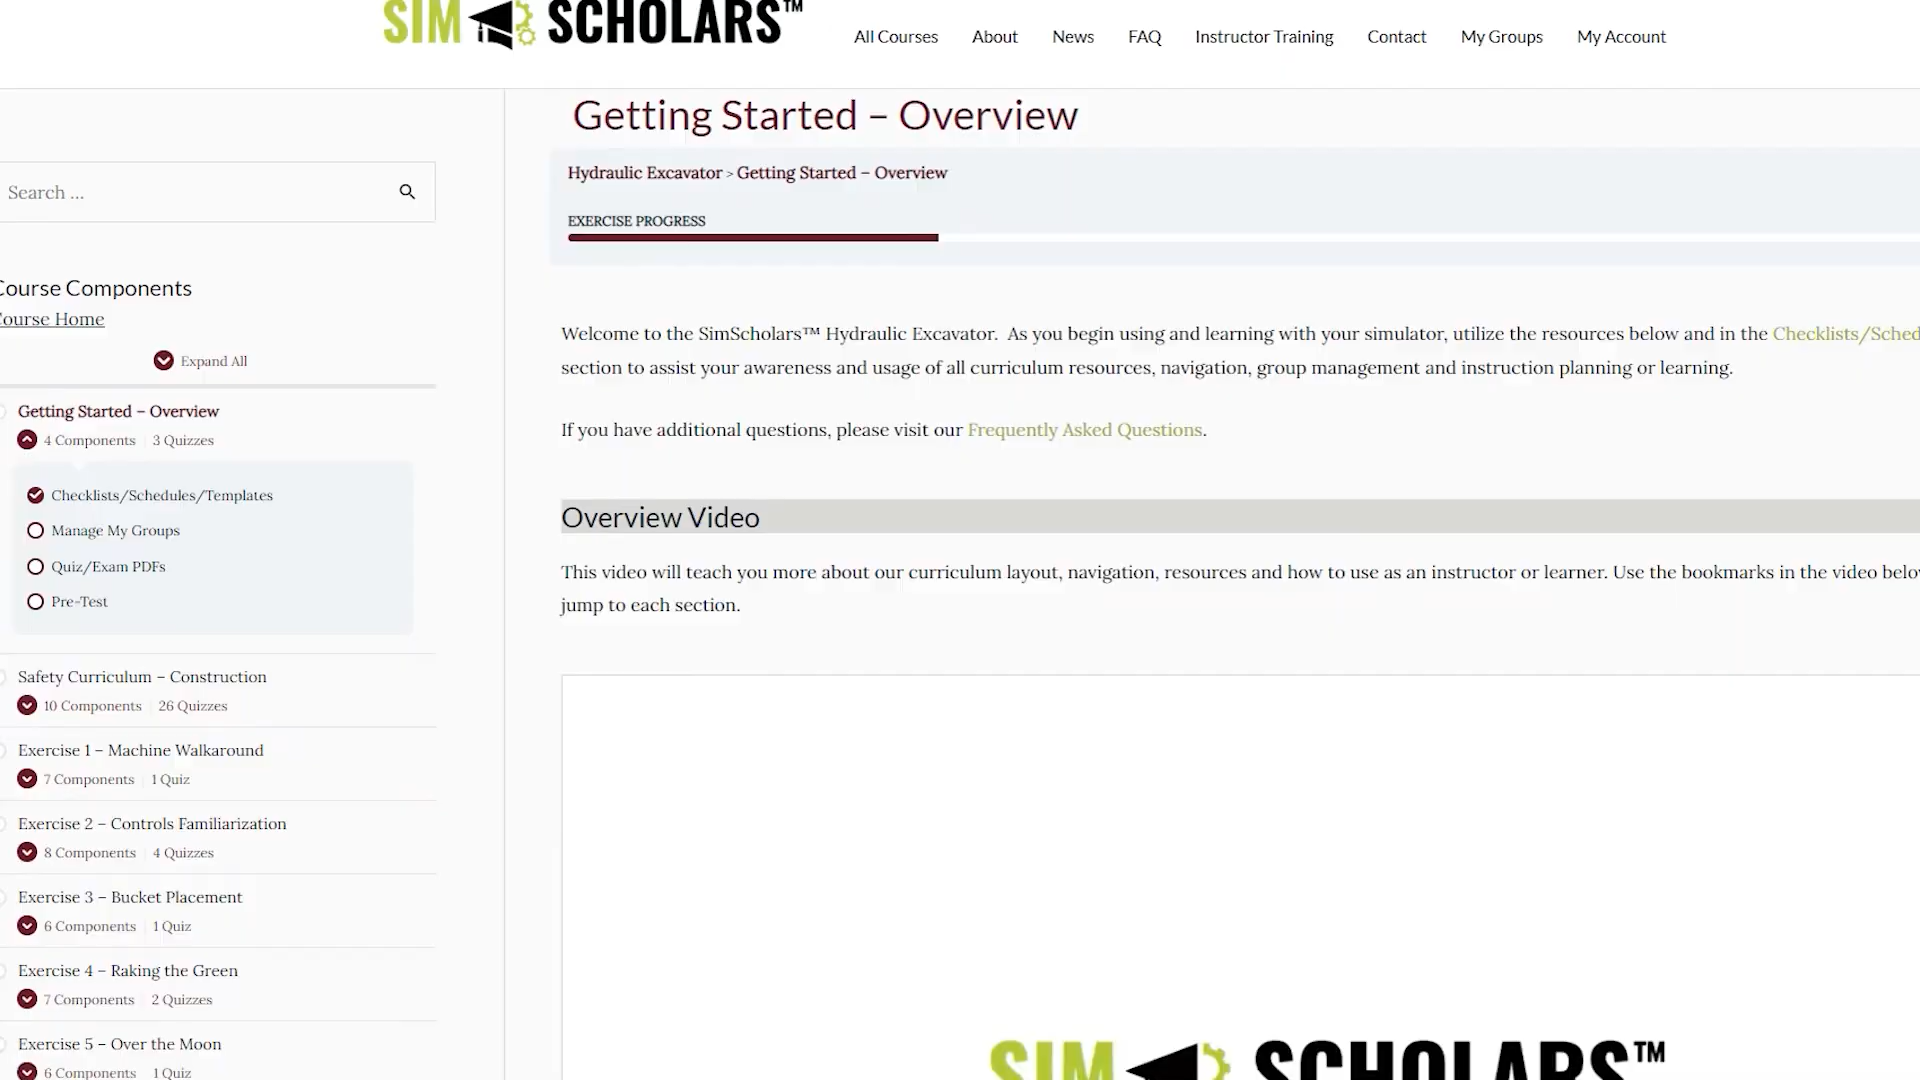 SIM SCHOLARS™
All Courses About News FAQ Instructor Training Contact My Groups My Account
Getting Started – Overview
Hydraulic Excavator > Getting Started – Overview
EXERCISE PROGRESS
Search ...
Course Components
Course Home
Expand All
Getting Started – Overview
4 Components 3 Quizzes
Checklists/Schedules/Templates
Manage My Groups
Quiz/Exam PDFs
Pre-Test
Safety Curriculum – Construction
10 Components 26 Quizzes
Exercise 1 – Machine Walkaround
7 Components 1 Quiz
Exercise 2 – Controls Familiarization
8 Components 4 Quizzes
Exercise 3 – Bucket Placement
6 Components 1 Quiz
Exercise 4 – Raking the Green
7 Components 2 Quizzes
Exercise 5 – Over the Moon
6 Components 1 Quiz
Welcome to the SimScholars™ Hydraulic Excavator. As you begin using and learning with your simulator, utilize the resources below and in the Checklists/Sched
section to assist your awareness and usage of all curriculum resources, navigation, group management and instruction planning or learning.
If you have additional questions, please visit our Frequently Asked Questions.
Overview Video
This video will teach you more about our curriculum layout, navigation, resources and how to use as an instructor or learner. Use the bookmarks in the video below
jump to each section.
SIM SCHOLARS™